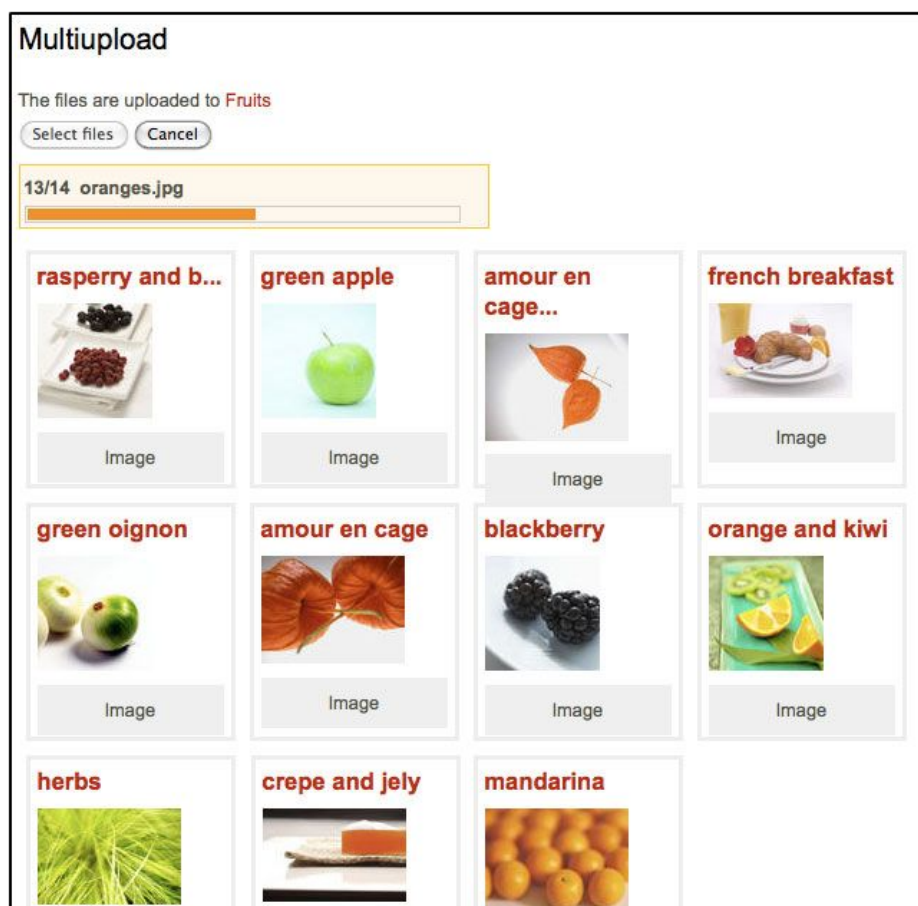 Multiupload
The files are uploaded to Fruits
Select files Cancel
13/14 oranges.jpg
rasperry and b... green apple amour en french breakfast
cage...
Image Image Image Image
green oignon amour en cage blackberry orange and kiwi
Image Image Image Image
herbs crepe and jely mandarina